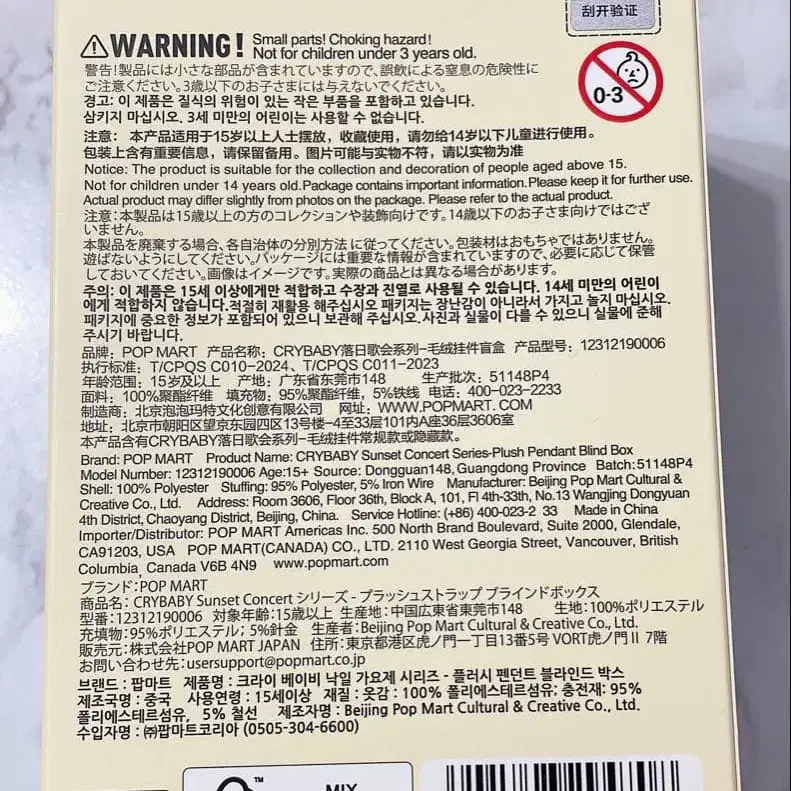 刮开验证
⚠WARNING! Small parts! Choking hazard!
Not for children under 3 years old.
0-3
警告!製品には小さな部品が含まれていますので、誤飲による窒息の危険性に
ご注意ください。3歳以下のお子さまには与えないでください。
경고: 이 제품은 질식의 위험이 있는 작은 부품을 포함하고 있습니다.
삼키지 마십시오. 3세 미만의 어린이는 사용할 수 없습니다.
注意: 本产品适用于15岁以上人士摆放，收藏使用，请勿给14岁以下儿童进行使用。
包装上含有重要信息，请保留备用。图片可能与实物不符，请以实物为准
Notice: The product is suitable for the collection and decoration of people aged above 15.
Not for children under 14 years old.Package contains important information.Please keep it for further use.
Actual product may differ slightly from photos on the package. Please refer to the actual product.
注意:本製品は15歳以上の方のコレクションや装飾向けです。14歳以下のお子さま向けではござ
いません。
本製品を廃棄する場合、各自治体の分別方法 に従ってください。包装材はおもちゃではありません。
遊ばないようにしてください。パッケージには重要な情報が含まれていますので、必要に応じて保管
しておいてください。画像はイメージです。実際の商品とは異なる場合があります。
주의: 이 제품은 15세 이상에게만 적합하고 수장과 진열로 사용될 수 있습니다. 14세 미만의 어린이
에게 적합하지 않습니다.적절히 재활용 해주십시오 패키지는 장난감이 아니라서 가지고 놀지 마십시오.
패키지에 중요한 정보가 포함되어 있으니 보관해 주십시오.사진과 실물이 다를 수 있으니 실물에 준해
주시기 바랍니다.
品牌: POP MART 产品名称: CRYBABY落日歌会系列-毛绒挂件盲盒 产品型号: 12312190006
执行标准: T/CPQS C010-2024、T/CPQS C011-2023
年龄范围: 15岁及以上 产地: 广东省东莞市148 生产批次: 51148P4
面料: 100%聚酯纤维 填充物: 95%聚酯纤维，5%铁线 电话: 400-023-2233
制造商: 北京泡泡玛特文化创意有限公司 网址: WWW.POPMART. COM
地址: 北京市朝阳区望京东园四区13号楼-4至33层101内A座36层3606室
本产品含有CRYBABY落日歌会系列-毛绒挂件常规款或隐藏款。
Brand: POP MART Product Name: CRYBABY Sunset Concert Series-Plush Pendant Blind Box
Model Number: 12312190006 Age:15+ Source: Dongguan148, Guangdong Province Batch: 51148P4
Shell: 100% Polyester Stuffing: 95% Polyester, 5% Iron Wire Manufacturer: Beijing Pop Mart Cultural &
Creative Co., Ltd. Address: Room 3606, Floor 36th, Block A, 101, Fl 4th-33th, No.13 Wangjing Dongyuan
4th District, Chaoyang District, Beijing, China. Service Hotline: (+86) 400-023-2 33 Made in China
Importer/Distributor: POP MART Americas Inc. 500 North Brand Boulevard, Suite 2000, Glendale,
CA91203, USA POP MART(CANADA) CO., LTD. 2110 West Georgia Street, Vancouver, British
Columbia, Canada V6B 4N9 www.popmart.com
ブランド:POP MART
商品名: CRYBABY Sunset Concert シリーズ - プラッシュストラップ ブラインドボックス
型番:12312190006 対象年齢:15歳以上 生産地:中国広東省東莞市148 生地:100%ポリエステル
充填物:95%ポリエステル; 5%針金 生産者:Beijing Pop Mart Cultural & Creative Co., Ltd.
販売元:株式会社POP MART JAPAN 住所:東京都港区虎ノ門一丁目13番5号 VORT虎ノ門Ⅱ 7階
お問い合わせ先:usersupport@popmart.co.jp
브랜드 : 팝마트 제품명 : 크라이 베이비 낙일 가요제 시리즈 - 플러시 펜던트 블라인드 박스
제조국명 : 중국 사용연령 : 15세이상 재질 : 옷감 : 100% 폴리에스테르섬유; 충전재: 95%
폴리에스테르섬유, 5% 철선 제조자명 : Beijing Pop Mart Cultural & Creative Co., Ltd.
수입자명 : ㈜팝마트코리아 (0505-304-6600)
TM
MIX